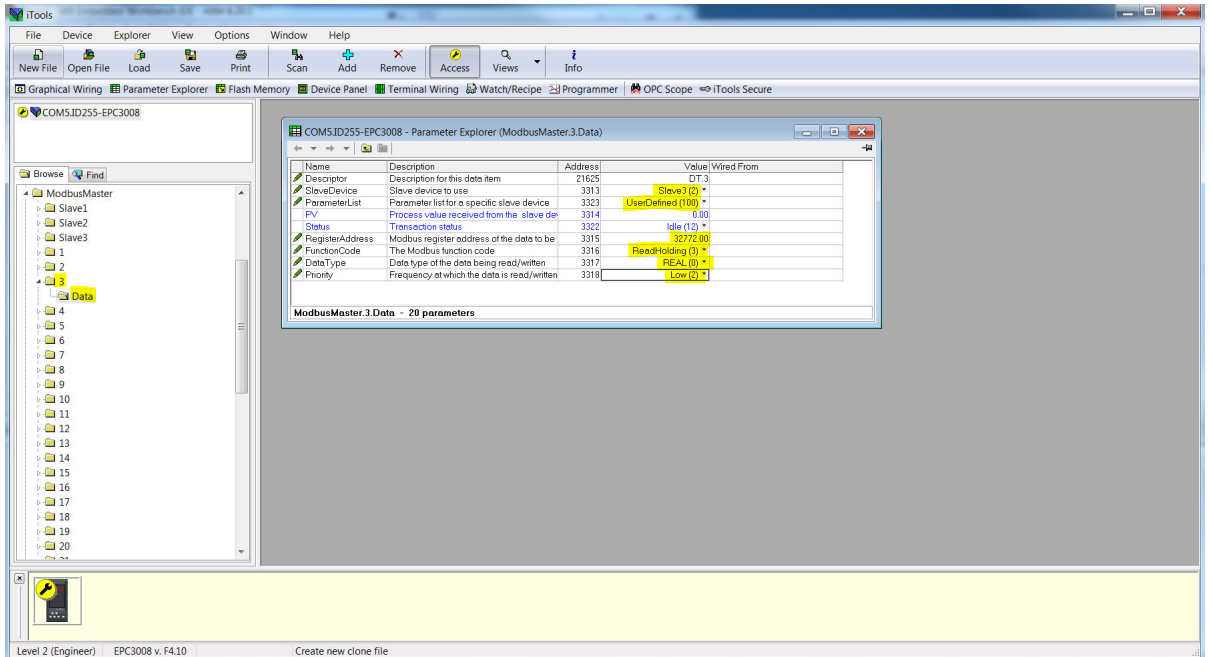 iTools
File Device Explorer View Options Window Help
New File Open File Load Save Print Scan Add Remove Access Views Info
Graphical Wiring Parameter Explorer Flash Memory Device Panel Terminal Wiring Watch/Recipe Programmer OPC Scope iTools Secure
COM5.ID255-EPC3008
Browse Find
ModbusMaster
Slave1
Slave2
Slave3
1
2
3
Data
4
5
6
7
8
9
10
11
12
13
14
15
16
17
18
19
20
COM5.ID255-EPC3008 - Parameter Explorer (ModbusMaster.3.Data)
Name Description Address Value Wired From
Descriptor Description for this data item 21625 DT.3
SlaveDevice Slave device to use 3313 Slave3 (2)
ParameterList Parameter list for a specific slave device 3323 UserDefined (100)
PV Process value received from the slave de 3314 0.00
Status Transaction status 3322 Idle (12)
RegisterAddress Modbus register address of the data to be 3315 32772.00
FunctionCode The Modbus function code 3316 ReadHolding (3)
DataType Data type of the data being read/written 3317 REAL (0)
Priority Frequency at which the data is read/written 3318 Low (2)
ModbusMaster.3.Data - 20 parameters
Level 2 (Engineer) EPC3008 v. F4.10 Create new clone file